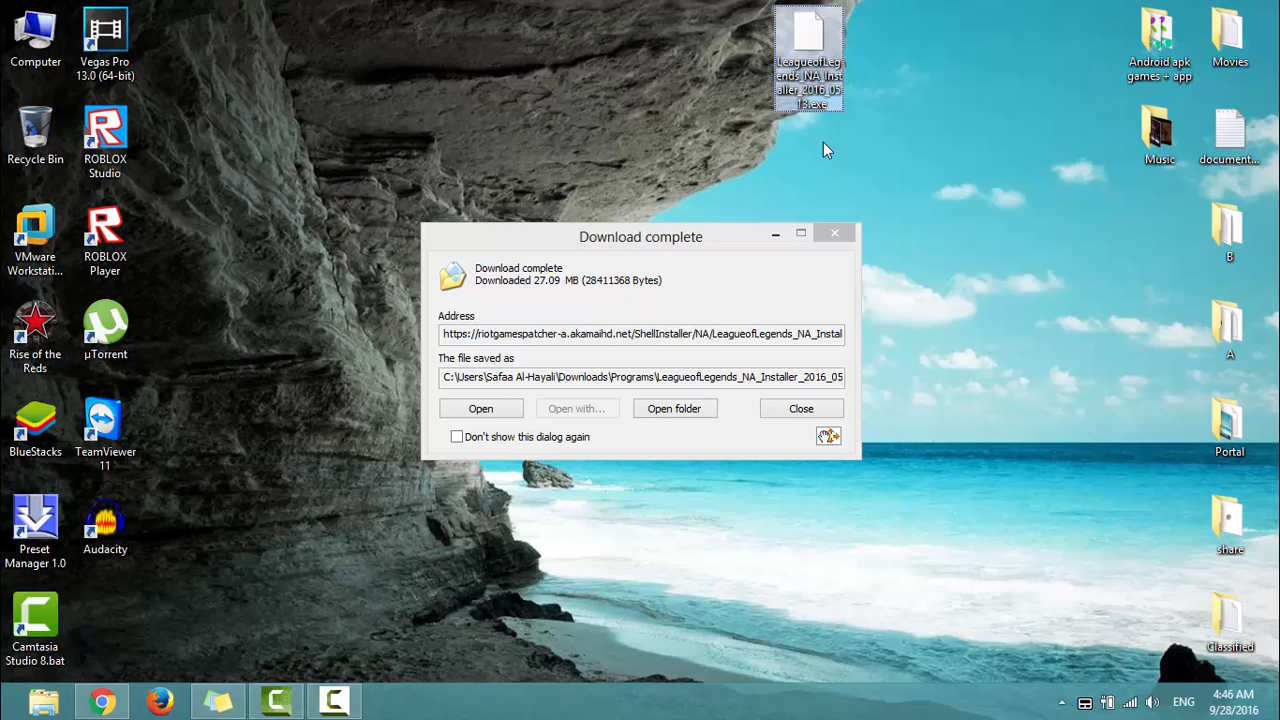 Computer
Vegas Pro
13.0 (64-bit)
LeagueofLeg
ends_NA_Inst
aller_2016_05
_13.exe
Android apk
games + app
Movies
Recycle Bin
ROBLOX
Studio
Music
document...
VMware
Workstati...
ROBLOX
Player
B
Download complete
Download complete
Downloaded 27.09 MB (28411368 Bytes)
Address
https://riotgamespatcher-a.akamaihd.net/ShellInstaller/NA/LeagueofLegends_NA_Instal
The file saved as
C:\Users\Safaa Al-Hayali\Downloads\Programs\LeagueofLegends_NA_Installer_2016_05
Open
Open with...
Open folder
Close
Don't show this dialog again
Rise of the
Reds
µTorrent
A
BlueStacks
TeamViewer
11
Portal
Preset
Manager 1.0
Audacity
share
Camtasia
Studio 8.bat
Classified
ENG
4:46 AM
9/28/2016